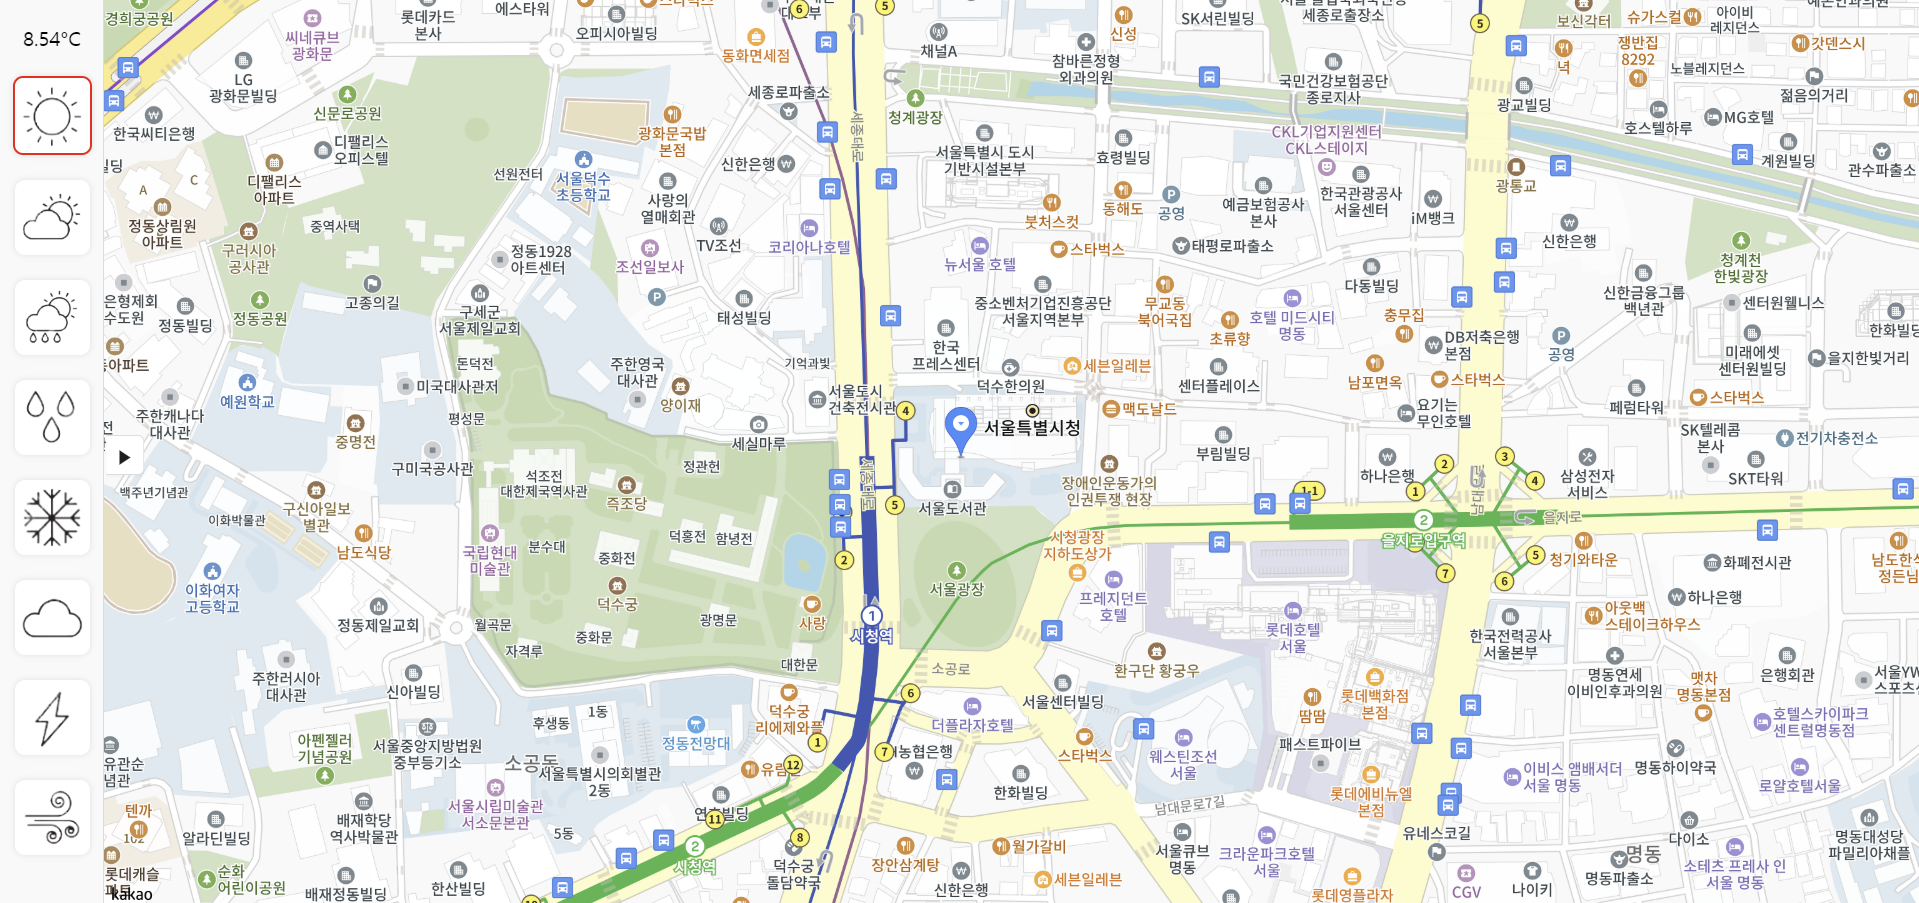 8.54°C
경희궁공원
롯데카드
본사
에스타워
오피시아빌딩
씨네큐브
광화문
동화면세점
채널A
신성
SK서린빌딩
세종로출장소
보신각터
슈가스컬
아이비
레지던스
갓덴스시
LG
광화문빌딩
신문로공원
참바른정형
외과의원
국민건강보험공단
종로지사
녁
쟁반집
8292
노블레지던스
젊음의거리
광교빌딩
세종로파출소
청계광장
세종대로
한국씨티은행
디팰리스
오피스텔
광화문국밥
본점
호스텔하루
MG호텔
CKL기업지원센터
CKL스테이지
서울특별시 도시
기반시설본부
효령빌딩
계원빌딩
관수파출소
A
C
디팰리스
아파트
선원전터
서울덕수
초등학교
신한은행
사랑의
열매회관
광통교
한국관광공사
서울센터
예금보험공사
본사
iM뱅크
동해도
공영
붓처스컷
정동상림원
아파트
중역사택
TV조선
코리아나호텔
뉴서울 호텔
스타벅스
태평로파출소
신한은행
구러시아
공사관
정동1928
아트센터
조선일보사
청계천
한빛광장
다동빌딩
은형제회
수도원
정동빌딩
정동공원
고종의길
구세군
서울제일교회
태성빌딩
중소벤처기업진흥공단
서울지역본부
무교동
북어국집
호텔 미드시티
명동
충무집
신한금융그룹
백년관
센터원웰니스
한화빌딩
초류향
한국
프레스센터
DB저축은행
본점
공영
미래에셋
센터원빌딩
을지한빛거리
돈덕전
주한영국
대사관
기억과빛
덕수한의원
세븐일레븐
센터플레이스
남포면옥
스타벅스
미국대사관저
예원학교
양이재
서울도시
건축전시관
서울특별시청
맥도날드
요기는
무인호텔
페럼타워
스타벅스
주한캐나다
대사관
중명전
평성문
세실마루
부림빌딩
SK텔레콤
본사
전기차충전소
구미국공사관
석조전
대한제국역사관
정관헌
장애인운동가의
인권투쟁 현장
하나은행
삼성전자
서비스
SKT타워
백주년기념관
구신아일보
별관
즉조당
서울도서관
이화박물관
남도식당
국립현대
미술관
분수대
덕홍전
함녕전
시청광장
지하도상가
을지로
을지로입구역
중화전
청기와타운
화폐전시관
이화여자
고등학교
덕수궁
서울광장
프레지던트
호텔
하나은행
정동제일교회
월곡문
중화문
광명문
사랑
시청역
롯데호텔
서울
아웃백
스테이크하우스
한국전력공사
서울본부
자격루
대한문
소공로
환구단 황궁우
명동연세
이비인후과의원
은행회관
주한러시아
대사관
신아빌딩
서울센터빌딩
롯데백화점
본점
맷차
명동본점
땀땀
후생동
1동
정동전망대
덕수궁
리에제와플
더플라자호텔
호텔스카이파크
센트럴명동점
아펜젤러
기념공원
서울중앙지방법원
중부등기소
소공동
서울특별시의회별관
2동
스타벅스
웨스틴조선
서울
패스트파이브
명동하이약국
이비스 앰배서더
서울 명동
로얄호텔서울
서울시립미술관
서소문본관
한화빌딩
남대문로7길
롯데에비뉴엘
본점
텐까
102
알라딘빌딩
배재학당
역사박물관
5동
시청역
덕수궁
돌담약국
장안삼계탕
월가갈비
서울큐브
명동
크라운파크호텔
서울
유네스코길
다이소
명동
명동파출소
소테츠 프레사 인
서울 명동
명동대성당
파밀리아채플
롯데캐슬
순화
어린이공원
배재정동빌딩
한산빌딩
신한은행
세븐일레븐
롯데영플라자
CGV
나이키
kakao